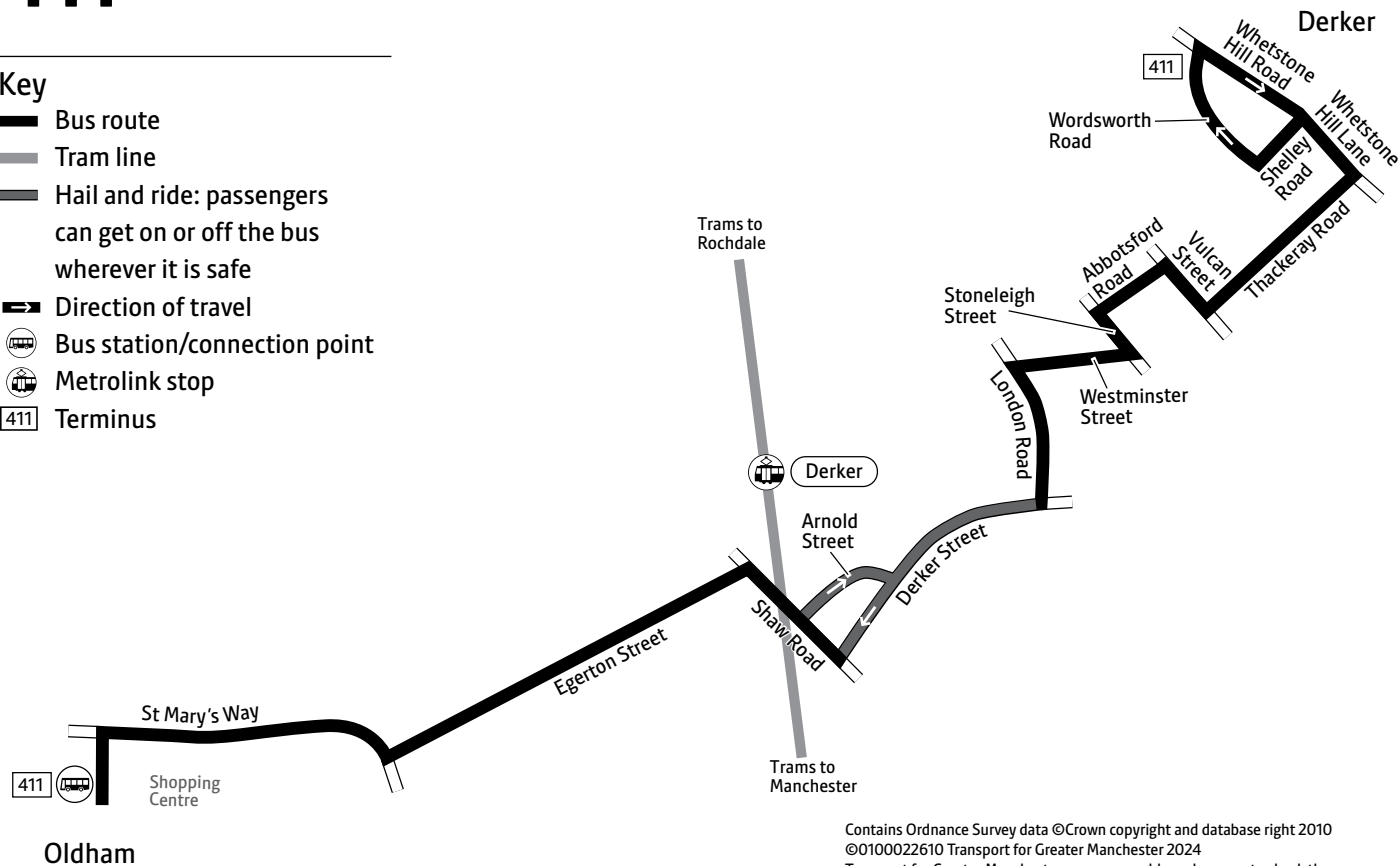 Derker
Key
Bus route
Tram line
Hail and ride: passengers
can get on or off the bus
wherever it is safe
Direction of travel
Bus station/connection point
Metrolink stop
411 Terminus
411
Whetstone
Hill Road
Whetstone
Hill Lane
Wordsworth
Road
Shelley
Road
Thackeray Road
Vulcan
Street
Abbotsford
Road
Stoneleigh
Street
Westminster
Street
London Road
Trams to
Rochdale
Derker
Arnold
Street
Derker Street
Shaw Road
Egerton Street
St Mary's Way
411
Shopping
Centre
Trams to
Manchester
Oldham
Contains Ordnance Survey data ©Crown copyright and database right 2010
©0100022610 Transport for Greater Manchester 2024